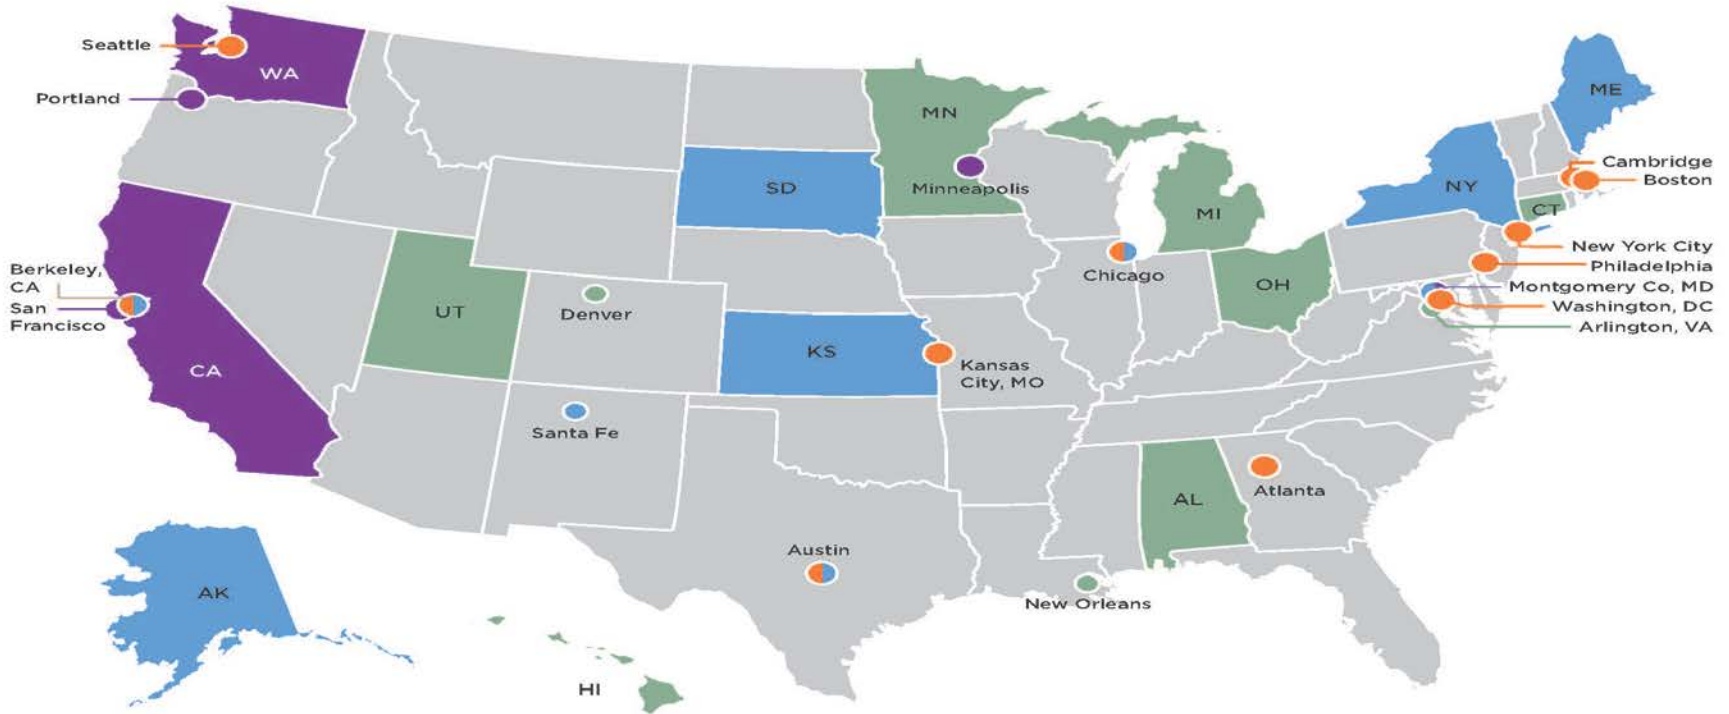 Seattle
WA
Portland
MN
ME
Cambridge
Boston
SD
Minneapolis
NY
MI
CT
New York City
Philadelphia
Chicago
Berkeley,
CA
San
Francisco
UT
Denver
OH
Montgomery Co, MD
Washington, DC
Arlington, VA
CA
KS
Kansas
City, MO
Santa Fe
AL
Atlanta
Austin
AK
New Orleans
HI